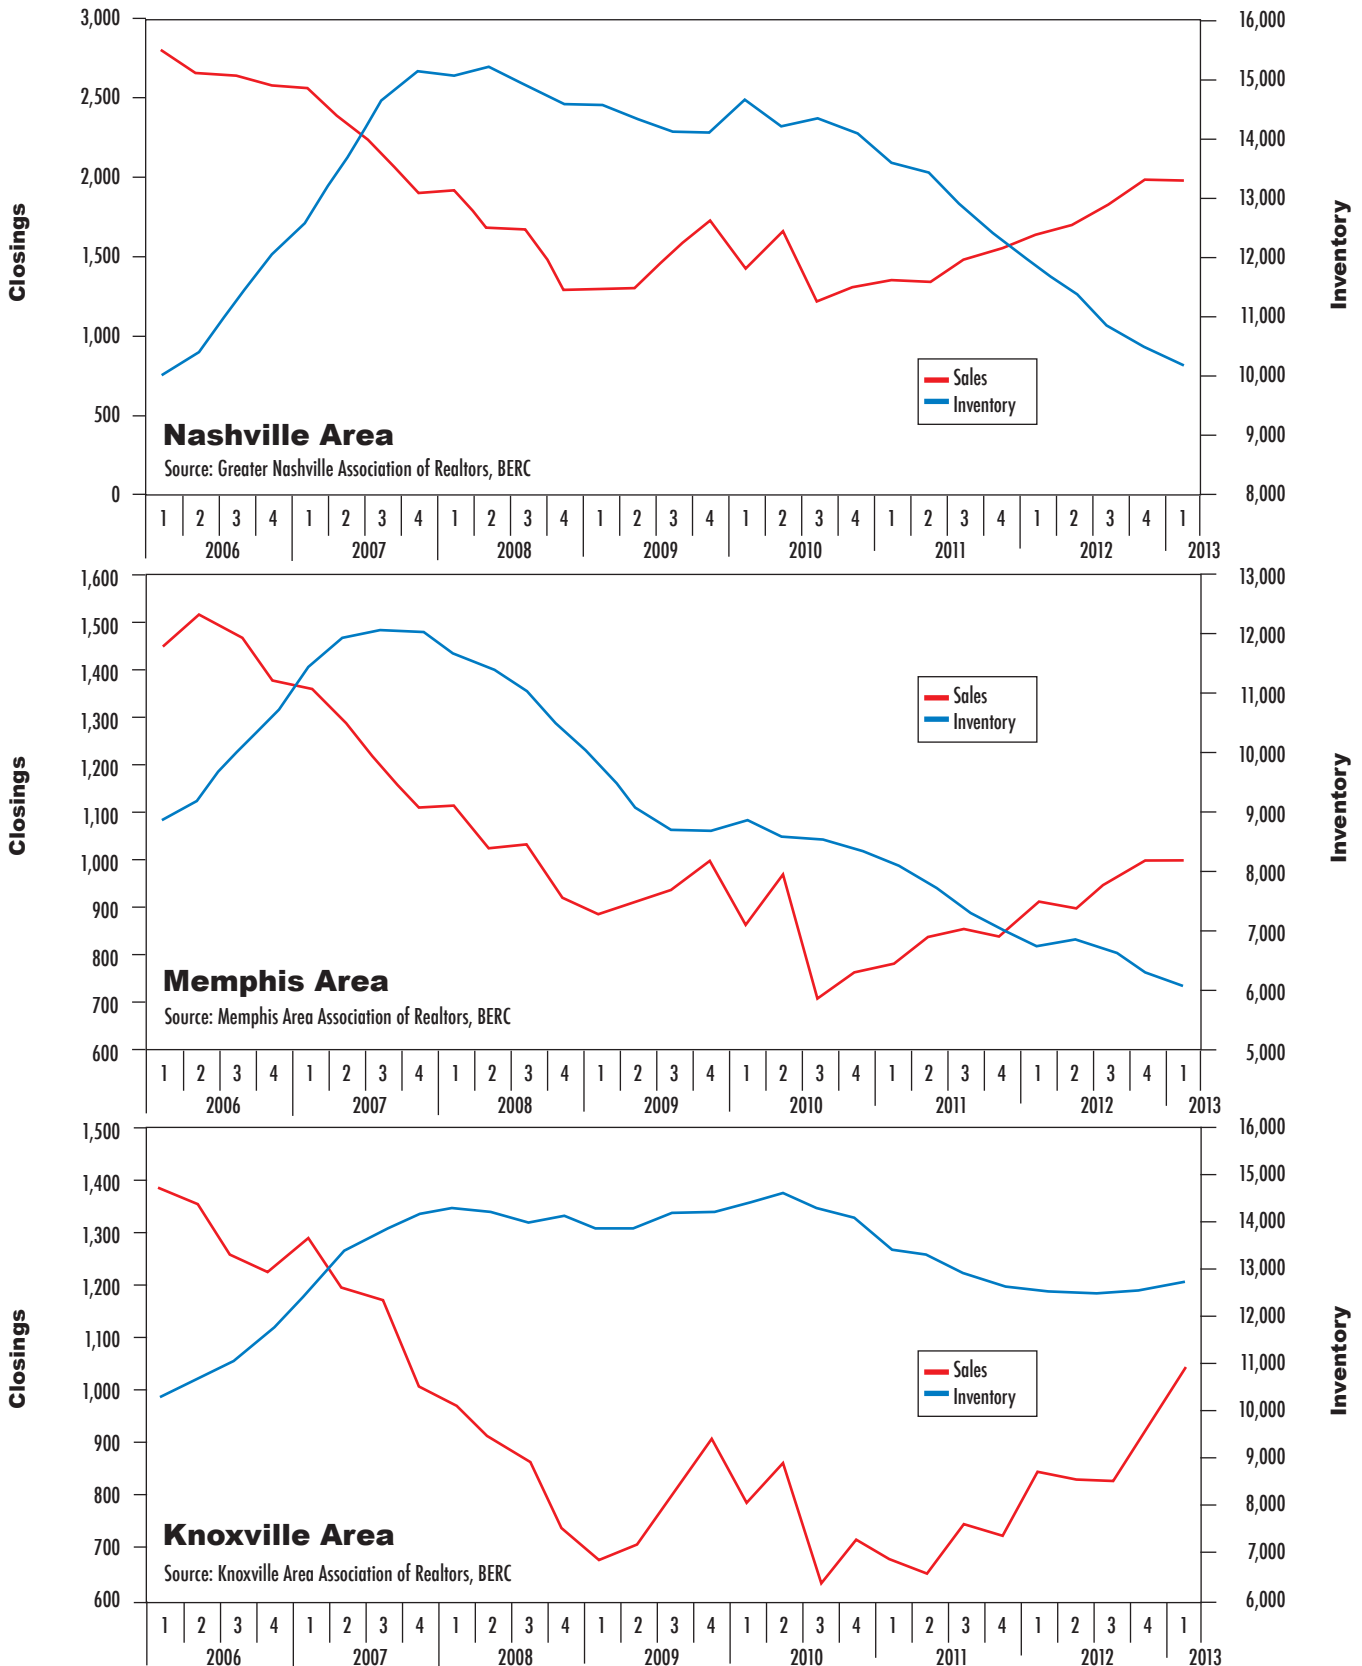 3,000
2,500
2,000
1,500
1,000
500
0
Closings
16,000
15,000
14,000
13,000
12,000
11,000
10,000
9,000
8,000
Inventory
Sales
Inventory
Nashville Area
Source: Greater Nashville Association of Realtors, BERC
1 2 3 4 1 2 3 4 1 2 3 4 1 2 3 4 1 2 3 4 1 2 3 4 1 2 3 4 1
2006 2007 2008 2009 2010 2011 2012 2013
1,600
1,500
1,400
1,300
1,200
1,100
1,000
900
800
700
600
Closings
13,000
12,000
11,000
10,000
9,000
8,000
7,000
6,000
5,000
Inventory
Sales
Inventory
Memphis Area
Source: Memphis Area Association of Realtors, BERC
1 2 3 4 1 2 3 4 1 2 3 4 1 2 3 4 1 2 3 4 1 2 3 4 1 2 3 4 1
2006 2007 2008 2009 2010 2011 2012 2013
1,500
1,400
1,300
1,200
1,100
1,000
900
800
700
600
Closings
16,000
15,000
14,000
13,000
12,000
11,000
10,000
9,000
8,000
7,000
6,000
Inventory
Sales
Inventory
Knoxville Area
Source: Knoxville Area Association of Realtors, BERC
1 2 3 4 1 2 3 4 1 2 3 4 1 2 3 4 1 2 3 4 1 2 3 4 1 2 3 4 1
2006 2007 2008 2009 2010 2011 2012 2013